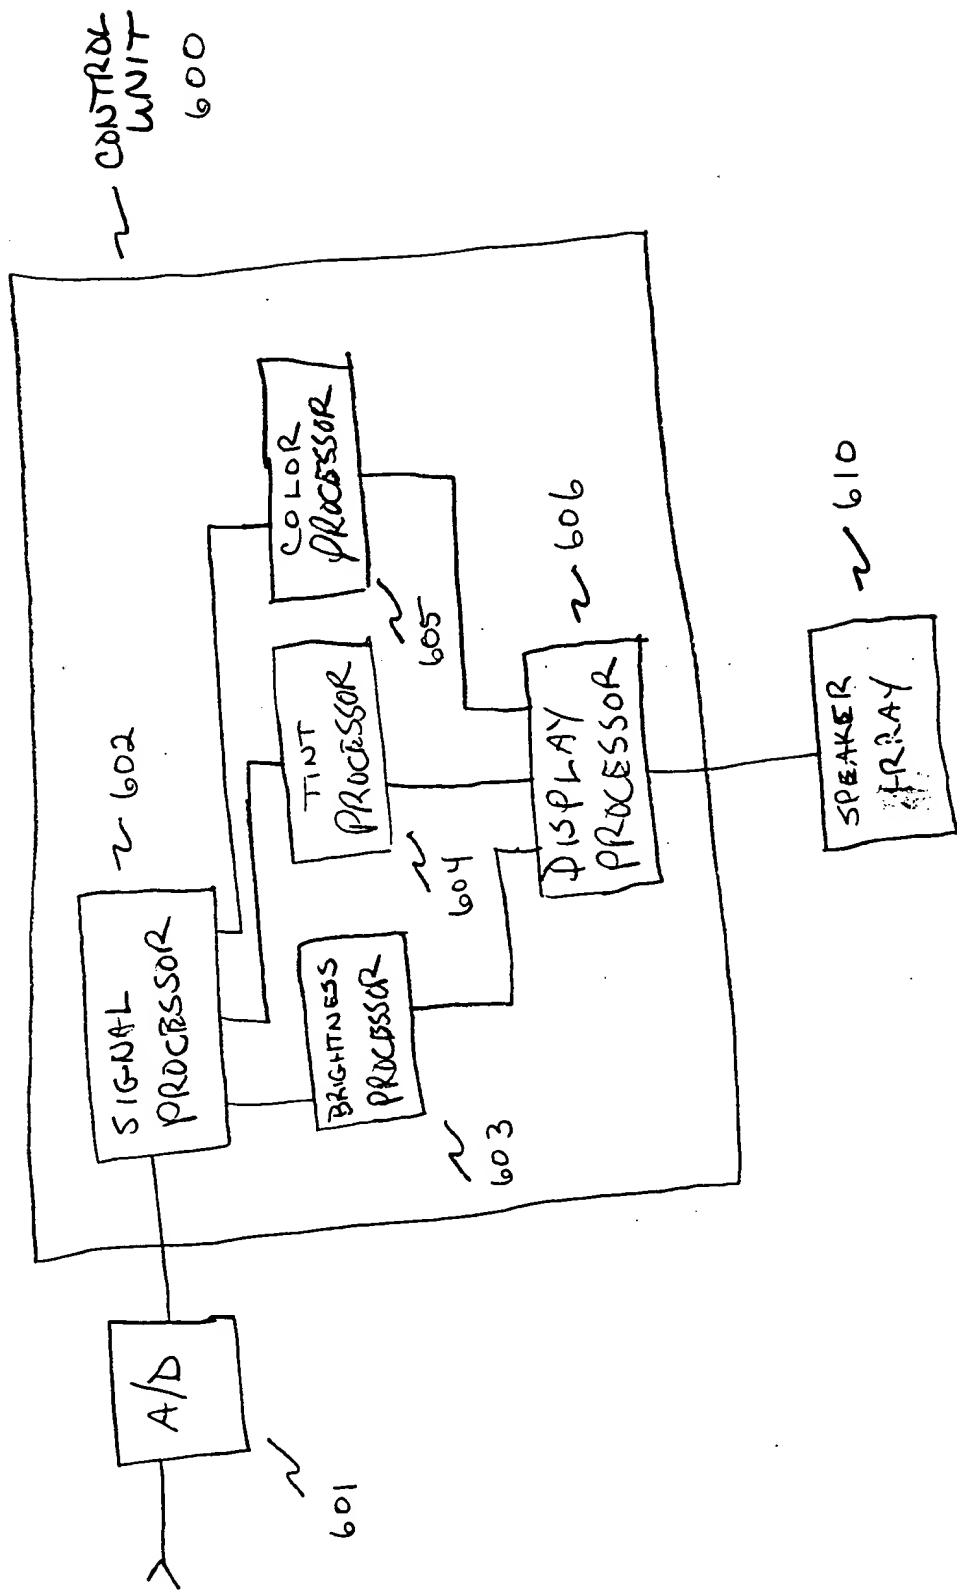 CONTROL
UNIT
600
602
SIGNAL
PROCESSOR
A/D
601
BRIGHTNESS
PROCESSOR
603
TINT
PROCESSOR
604
COLOR
PROCESSOR
605
DISPLAY
PROCESSOR
606
SPEAKER
ARRAY
610